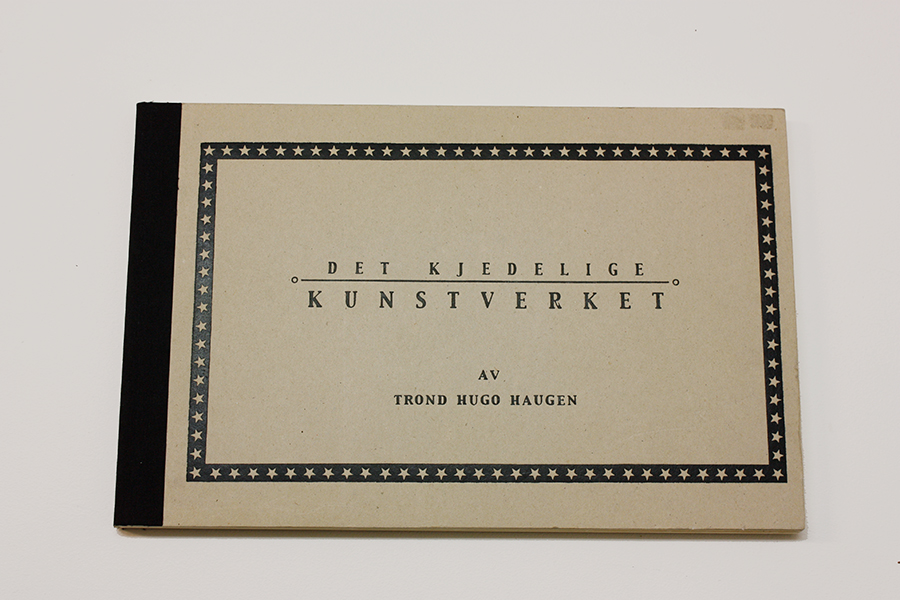 DET KJEDELIGE
KUNSTVERKET
AV
TROND HUGO HAUGEN